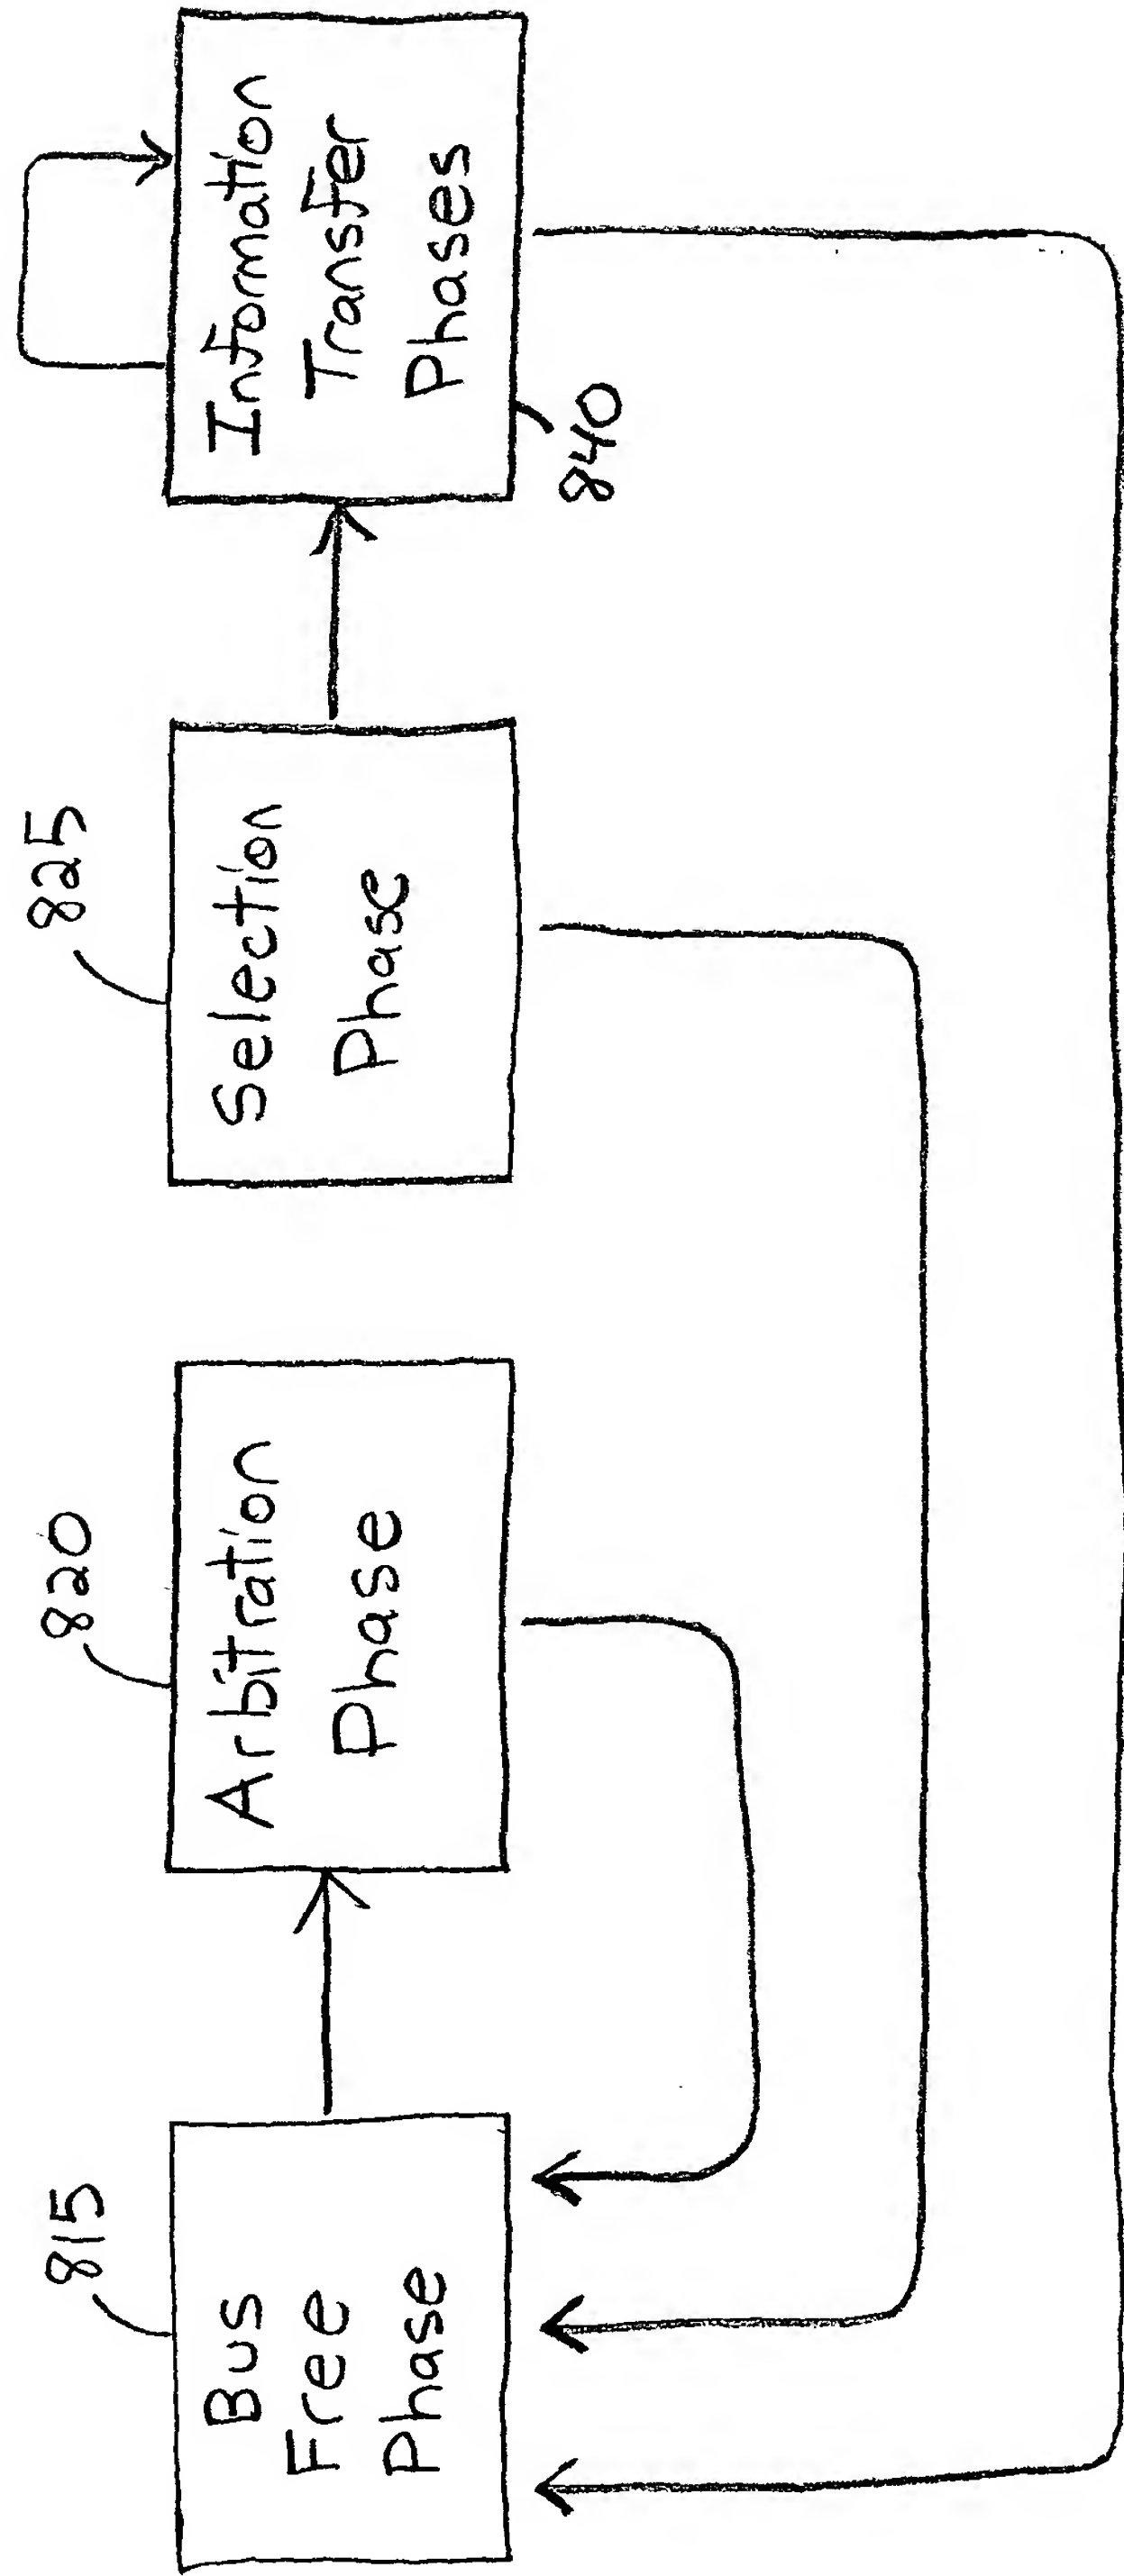 815
Bus
Free
Phase
820
Arbitration
Phase
825
Selection
Phase
Information
Transfer
Phases
840